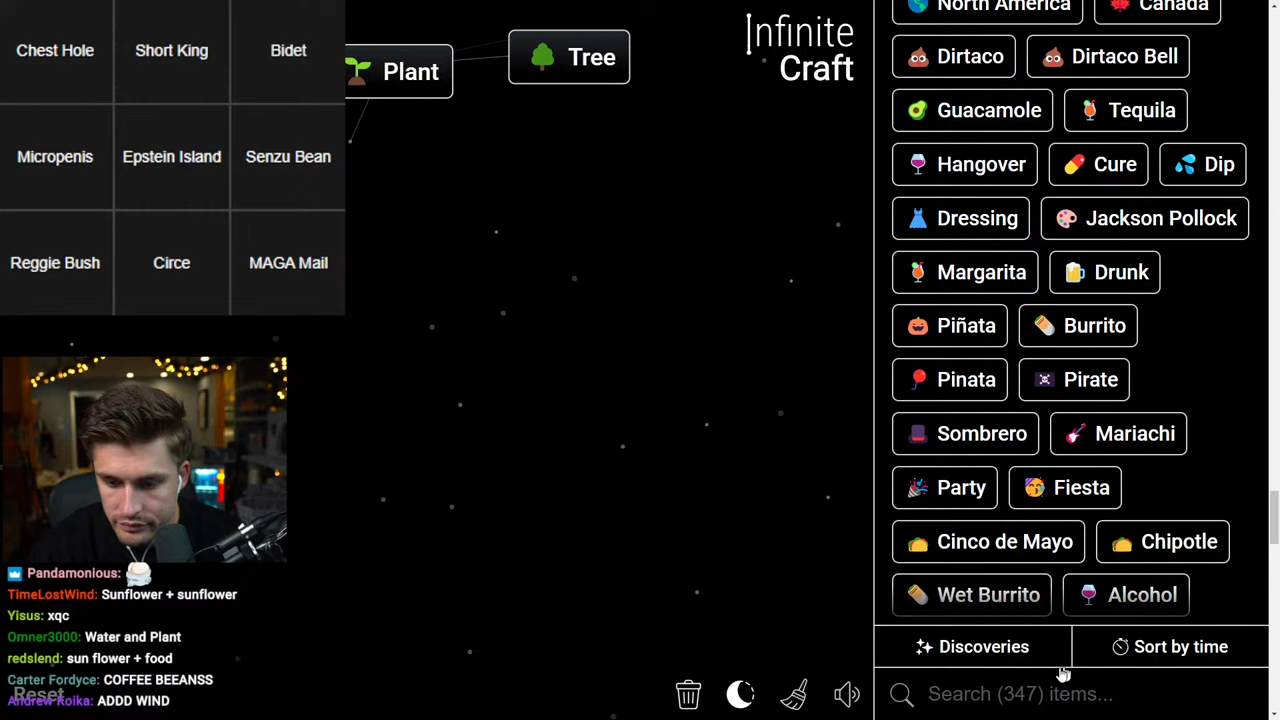 Chest Hole Short King Bidet
Micropenis Epstein Island Senzu Bean
Reggie Bush Circe MAGA Mail
Plant
Tree
Infinite
Craft
North America Canada
Dirtaco Dirtaco Bell
Guacamole Tequila
Hangover Cure Dip
Dressing Jackson Pollock
Margarita Drunk
Piñata Burrito
Pinata Pirate
Sombrero Mariachi
Party Fiesta
Cinco de Mayo Chipotle
Wet Burrito Alcohol
Discoveries Sort by time
Search (347) items...
Pandamonious:
TimeLostWind: Sunflower + sunflower
Yisus: xqc
Omner3000: Water and Plant
redslend: sun flower + food
Carter Fordyce: COFFEE BEEANSS
Andrew Koika: ADDD WIND
Reset